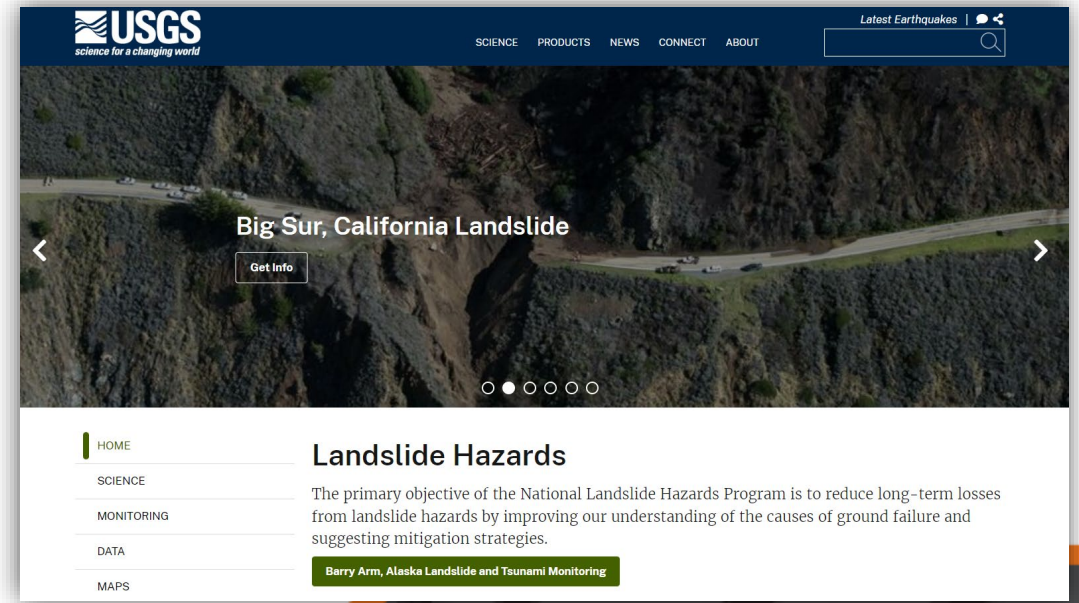 USGS
science for a changing world
Latest Earthquakes |
SCIENCE PRODUCTS NEWS CONNECT ABOUT
Big Sur, California Landslide
Get Info
HOME
SCIENCE
MONITORING
DATA
MAPS
Landslide Hazards
The primary objective of the National Landslide Hazards Program is to reduce long-term losses
from landslide hazards by improving our understanding of the causes of ground failure and
suggesting mitigation strategies.
Barry Arm, Alaska Landslide and Tsunami Monitoring